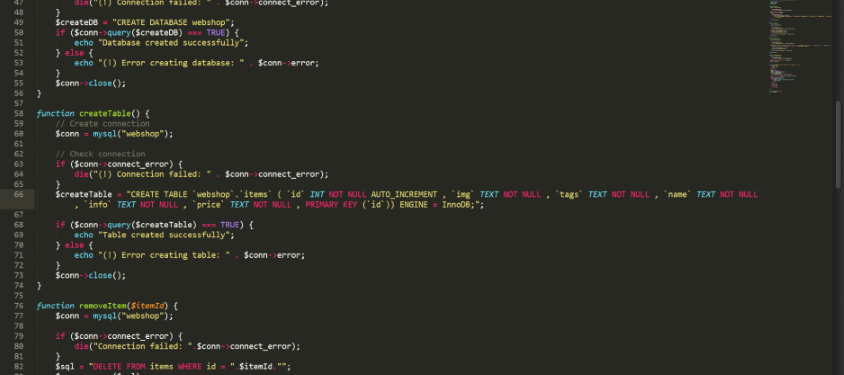 47 die("(!) Connection failed: " . $conn->connect_error);
48 }
49 $createDB = "CREATE DATABASE webshop";
50 if ($conn->query($createDB) === TRUE) {
51 echo "Database created successfully";
52 } else {
53 echo "(!) Error creating database: " . $conn->error;
54 }
55 $conn->close();
56 }
57
58 function createTable() {
59 // Create connection
60 $conn = mysql("webshop");
61
62 // Check connection
63 if ($conn->connect_error) {
64 die("(!) Connection failed: " . $conn->connect_error);
65 }
66 $createTable = "CREATE TABLE `webshop`.`items` ( `id` INT NOT NULL AUTO_INCREMENT , `img` TEXT NOT NULL , `tags` TEXT NOT NULL , `name` TEXT NOT NULL
, `info` TEXT NOT NULL , `price` TEXT NOT NULL , PRIMARY KEY (`id`)) ENGINE = InnoDB;";
67
68 if ($conn->query($createTable) === TRUE) {
69 echo "Table created successfully";
70 } else {
71 echo "(!) Error creating table: " . $conn->error;
72 }
73 $conn->close();
74 }
75
76 function removeItem($itemId) {
77 $conn = mysql("webshop");
78
79 if ($conn->connect_error) {
80 die("Connection failed: ".$conn->connect_error);
81 }
82 $sql = "DELETE FROM items WHERE id = ".$itemId."";